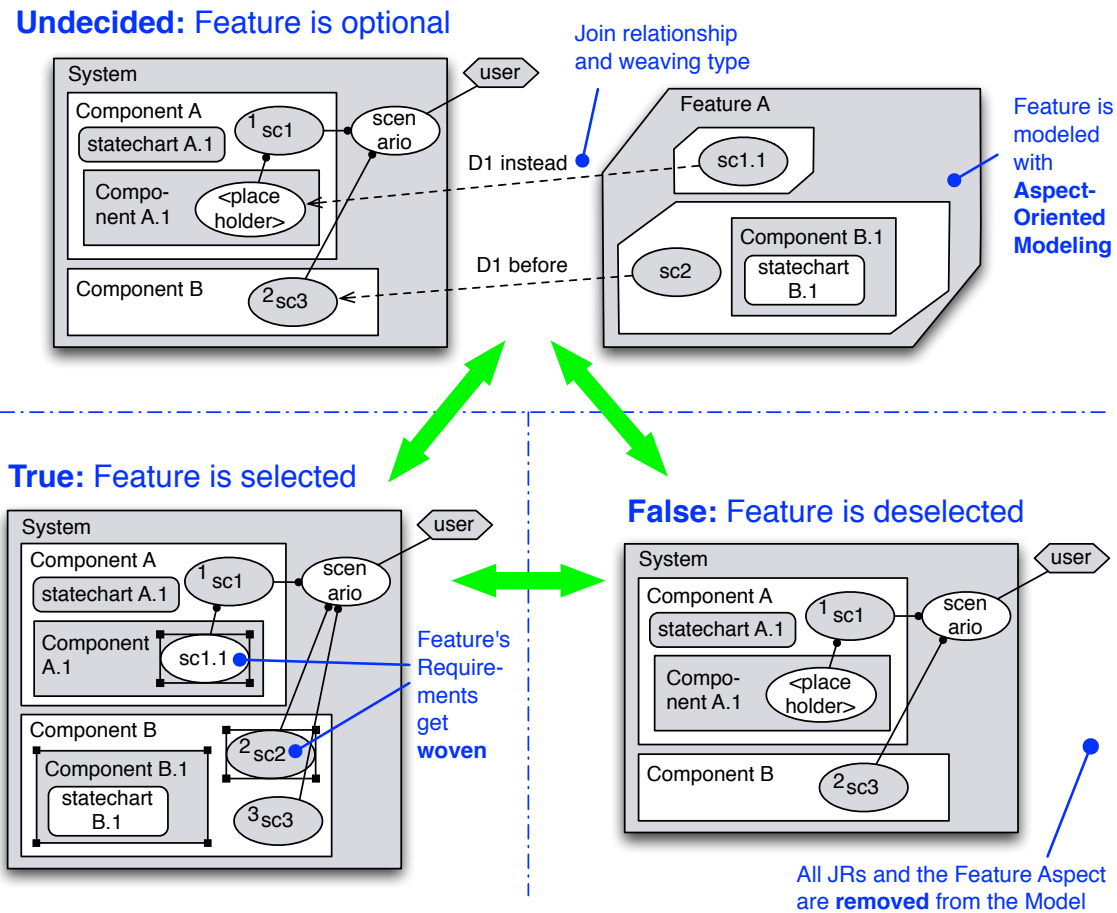 Undecided: Feature is optional
Join relationship
and weaving type
System
user
Component A
1 sc1
scen
ario
statechart A.1
Compo-
nent A.1
<place
holder>
Component B
2 sc3
D1 instead
D1 before
Feature A
sc1.1
sc2
Component B.1
statechart
B.1
Feature is
modeled
with
Aspect-
Oriented
Modeling
True: Feature is selected
System
user
Component A
1 sc1
scen
ario
statechart A.1
Component
A.1
sc1.1
Component B
2 sc2
Component B.1
statechart
B.1
3 sc3
Feature's
Require-
ments
get
woven
False: Feature is deselected
System
user
Component A
1 sc1
scen
ario
statechart A.1
Compo-
nent A.1
<place
holder>
Component B
2 sc3
All JRs and the Feature Aspect
are removed from the Model